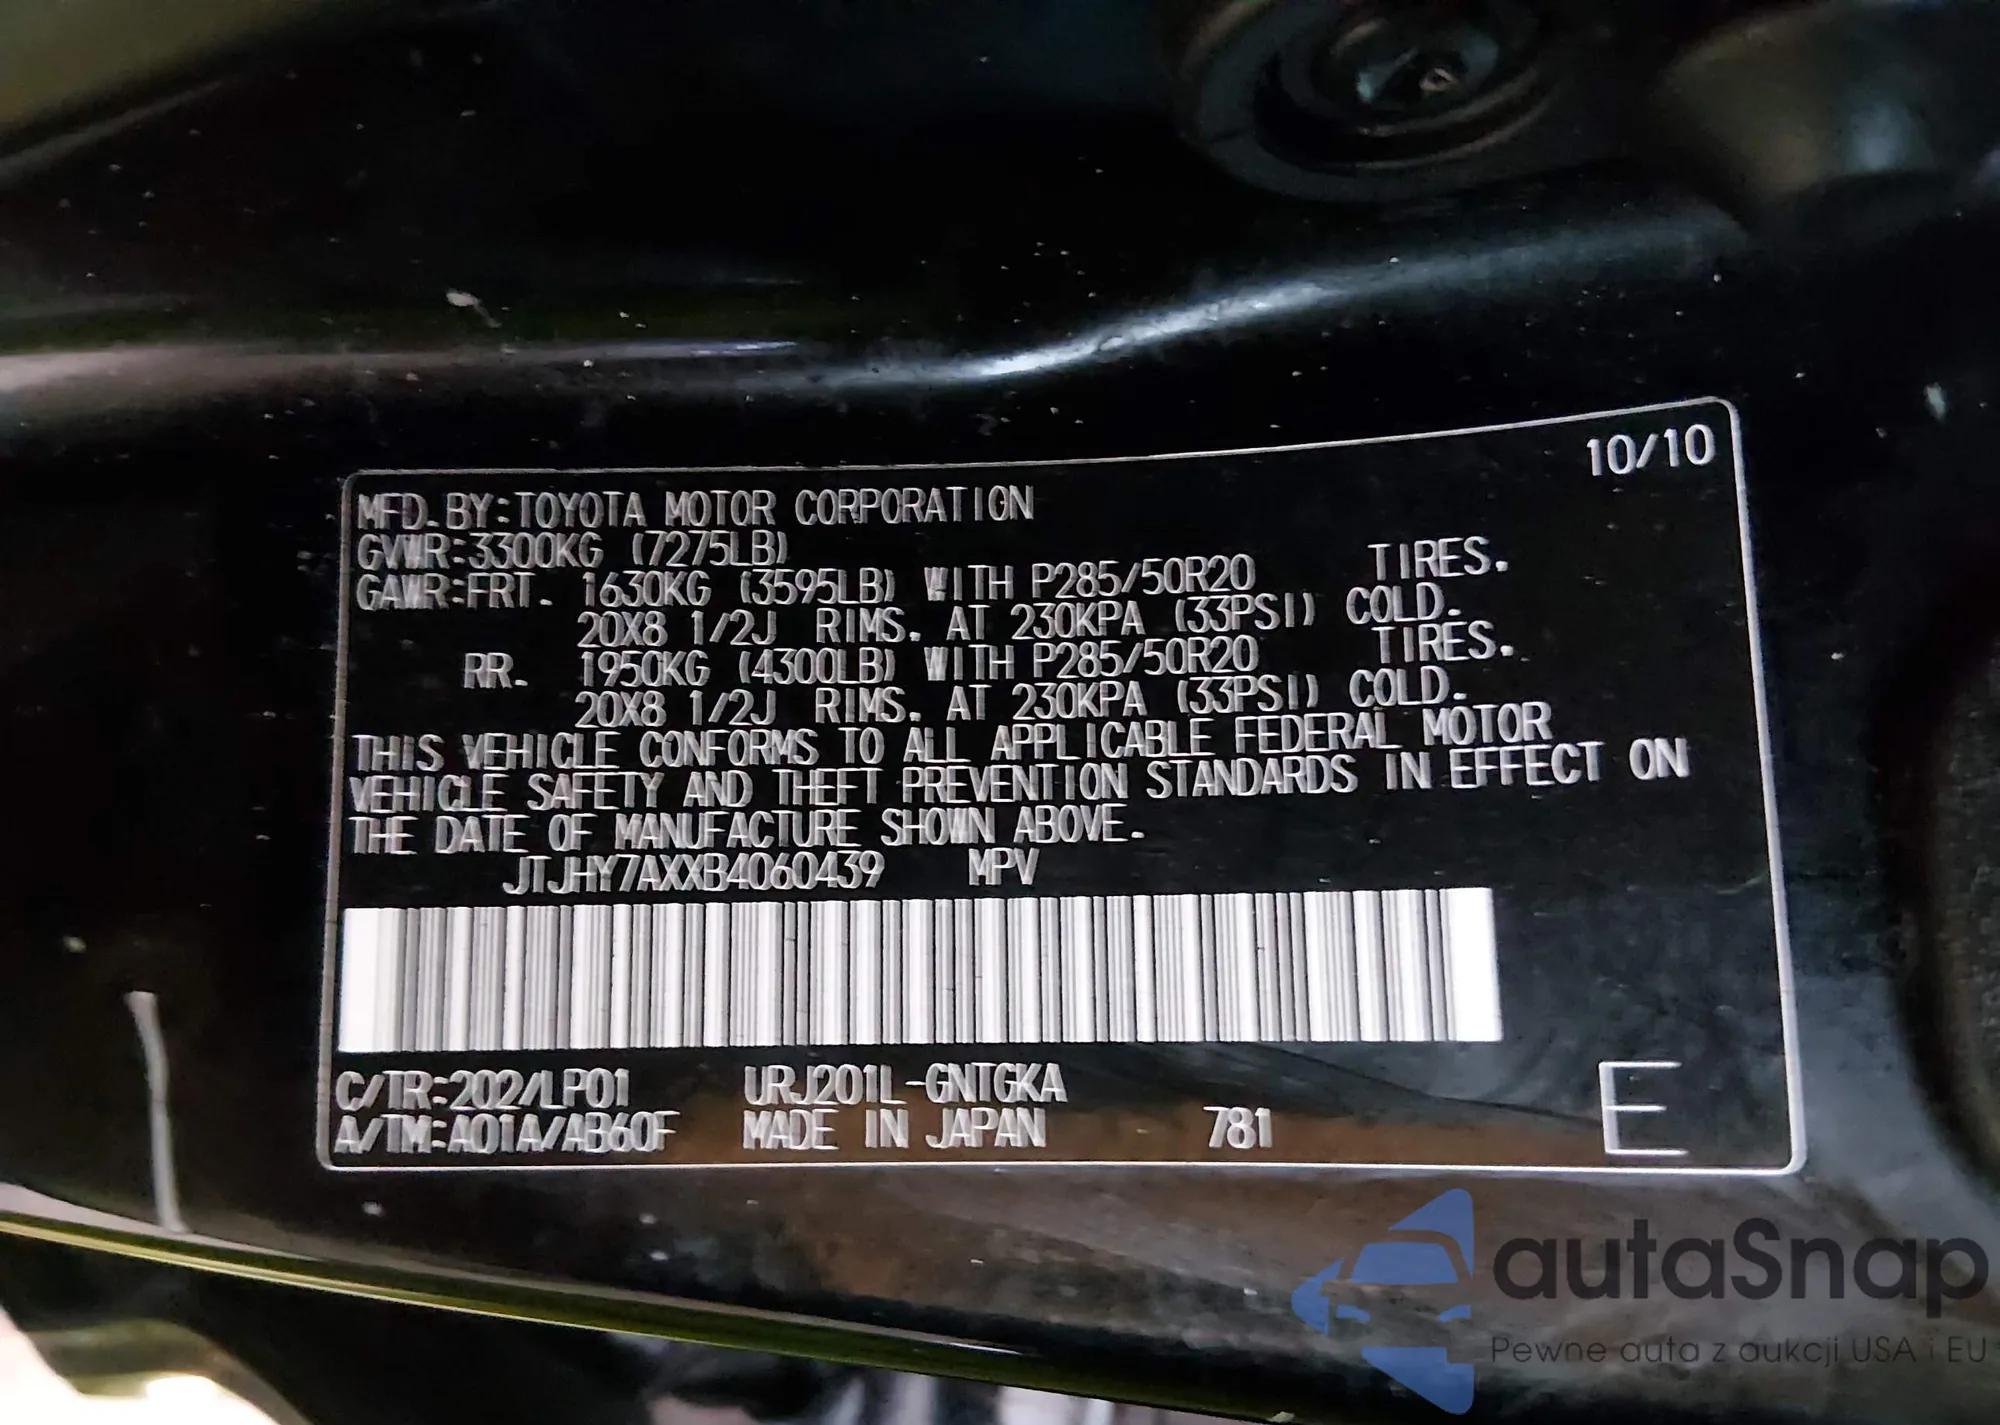 10/10
MFD. BY:TOYOTA MOTOR CORPORATION
GVWR:3300KG (7275LB)
GAWR:FRT. 1630KG (3595LB) WITH P285/50R20 TIRES.
20X8 1/2J RIMS. AT 230KPA (33PSI) COLD.
RR. 1950KG (4300LB) WITH P285/50R20 TIRES.
20X8 1/2J RIMS. AT 230KPA (33PSI) COLD.
THIS VEHICLE CONFORMS TO ALL APPLICABLE FEDERAL MOTOR
VEHICLE SAFETY AND THEFT PREVENTION STANDARDS IN EFFECT ON
THE DATE OF MANUFACTURE SHOWN ABOVE.
JTJHY7AXXB4060439 MPV
C/TR:202/LP01 URJ201L-GNTGKA
A/TM:A01A/AB60F MADE IN JAPAN 781 E
autaSnap
Pewne auta z aukcji USA i EU